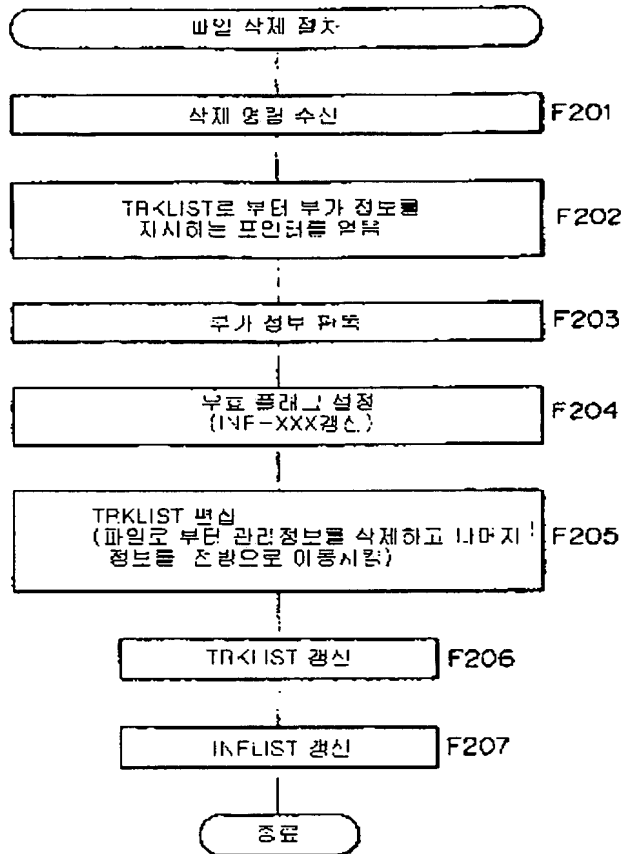 파일 삭제 절차
삭제 명령 수신
F201
TRKLIST로 부터 부가 정보를
지시하는 포인터를 얻음
F202
부가 정보 판독
F203
무효 플래그 설정
(INF-XXX갱신)
F204
TRKLIST 편집
(파일로 부터 관리정보를 삭제하고 나머지
정보를 전방으로 이동시킴)
F205
TRKLIST 갱신
F206
INFLIST 갱신
F207
종료